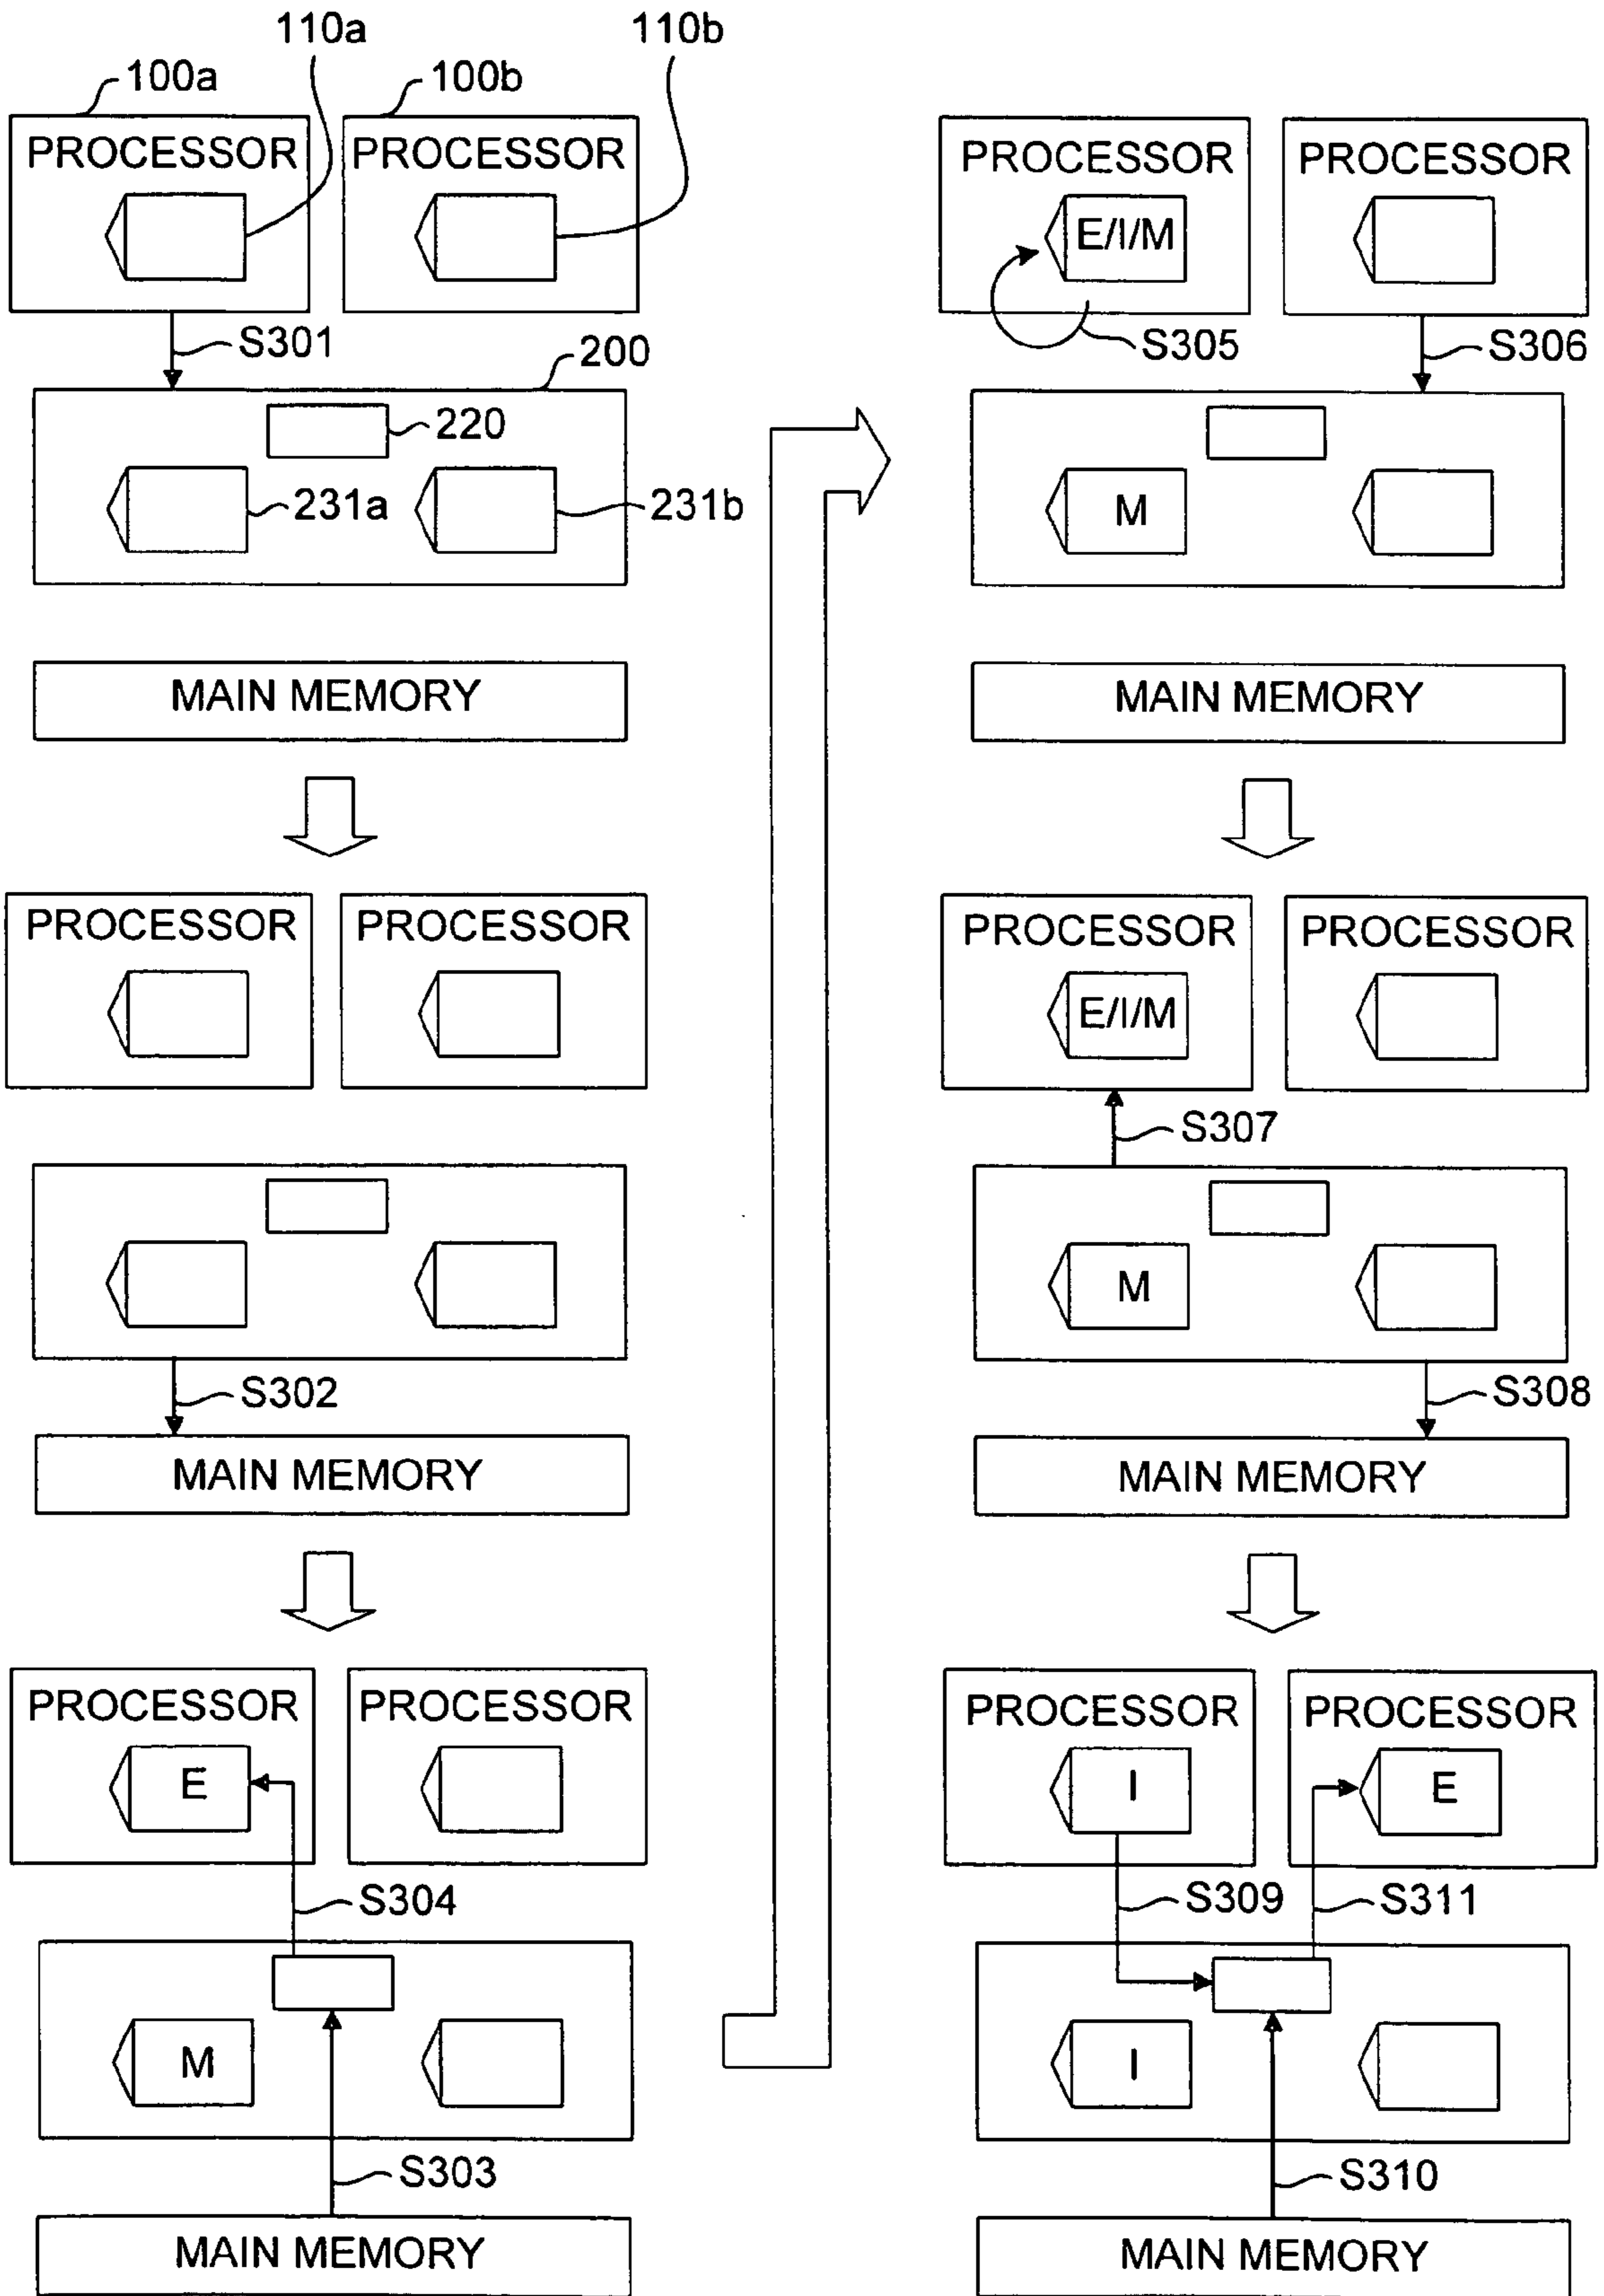 110a
110b
100a
100b
PROCESSOR
PROCESSOR
S301
200
220
231a
231b
MAIN MEMORY
PROCESSOR
PROCESSOR
S302
MAIN MEMORY
PROCESSOR
PROCESSOR
E
S304
M
S303
MAIN MEMORY
PROCESSOR
PROCESSOR
E/I/M
S305
S306
M
MAIN MEMORY
PROCESSOR
PROCESSOR
E/I/M
S307
M
S308
MAIN MEMORY
PROCESSOR
PROCESSOR
I
E
S309
S311
I
S310
MAIN MEMORY